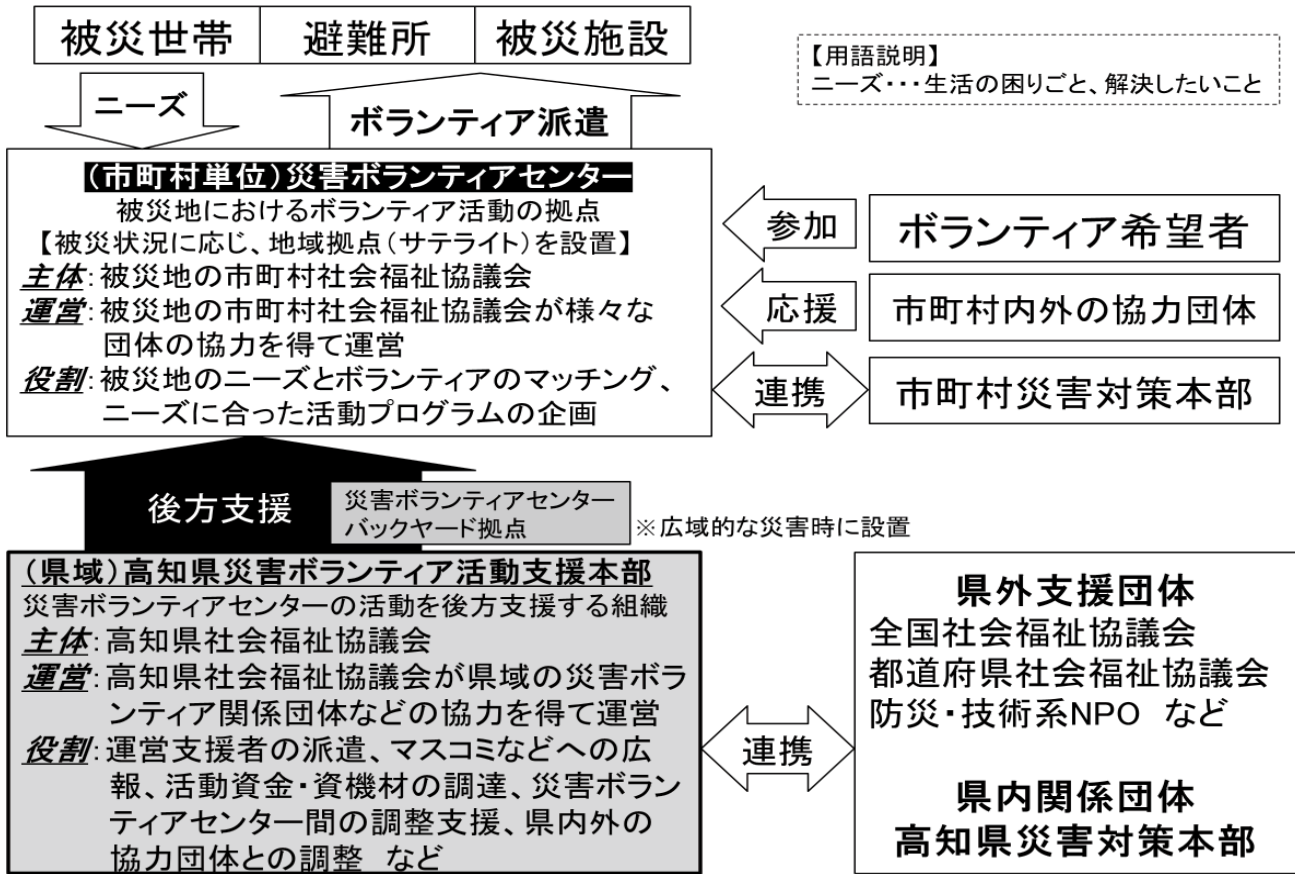 被災世帯 避難所 被災施設
【用語説明】
ニーズ・・・生活の困りごと、解決したいこと
ニーズ
ボランティア派遣
(市町村単位)災害ボランティアセンター
被災地におけるボランティア活動の拠点
【被災状況に応じ、地域拠点(サテライト)を設置】
主体:被災地の市町村社会福祉協議会
運営:被災地の市町村社会福祉協議会が様々な
団体の協力を得て運営
役割:被災地のニーズとボランティアのマッチング、
ニーズに合った活動プログラムの企画
参加
ボランティア希望者
応援
市町村内外の協力団体
連携
市町村災害対策本部
後方支援
災害ボランティアセンター
バックヤード拠点
※広域的な災害時に設置
(県域)高知県災害ボランティア活動支援本部
災害ボランティアセンターの活動を後方支援する組織
主体:高知県社会福祉協議会
運営:高知県社会福祉協議会が県域の災害ボラ
ンティア関係団体などの協力を得て運営
役割:運営支援者の派遣、マスコミなどへの広
報、活動資金・資機材の調達、災害ボラン
ティアセンター間の調整支援、県内外の
協力団体との調整 など
連携
県外支援団体
全国社会福祉協議会
都道府県社会福祉協議会
防災・技術系NPO など
県内関係団体
高知県災害対策本部